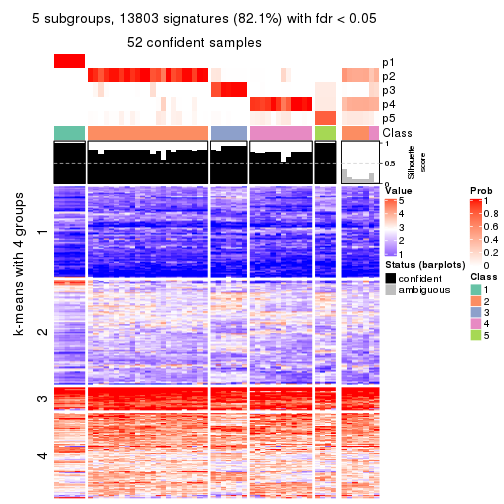 5 subgroups, 13803 signatures (82.1%) with fdr < 0.05
52 confident samples
p1
p2
p3
p4
p5
Class
1
0.5
0
Silhouette
score
k-means with 4 groups
1
2
3
4
Value
5
4
3
2
1
Status (barplots)
confident
ambiguous
Prob
1
0.8
0.6
0.4
0.2
0
Class
1
2
3
4
5